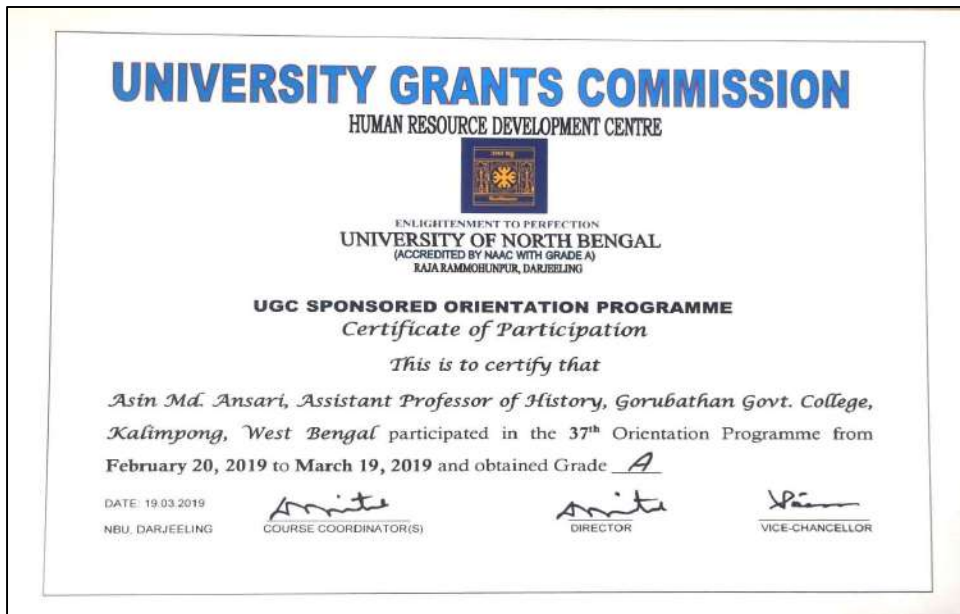 UNIVERSITY GRANTS COMMISSION
HUMAN RESOURCE DEVELOPMENT CENTRE
ENLIGHTENMENT TO PERFECTION
UNIVERSITY OF NORTH BENGAL
(ACCREDITED BY NAAC WITH GRADE A)
RAJA RAMMOHUNPUR, DARJEELING
UGC SPONSORED ORIENTATION PROGRAMME
Certificate of Participation
This is to certify that
Asin Md. Ansari, Assistant Professor of History, Gorubathan Govt. College,
Kalimpong, West Bengal participated in the 37th Orientation Programme from
February 20, 2019 to March 19, 2019 and obtained Grade A
DATE: 19.03.2019
NBU, DARJEELING
COURSE COORDINATOR(S)
DIRECTOR
VICE-CHANCELLOR